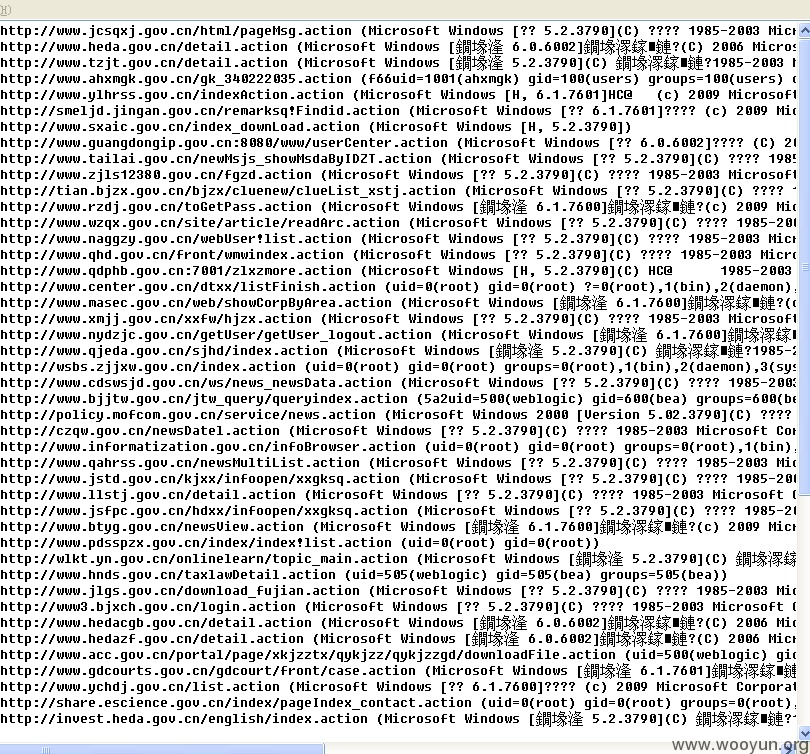 http://www.jcsqxj.gov.cn/html/pageMsg.action (Microsoft Windows [?? 5.2.3790](C) ???? 1985-2003 Micr
http://www.heda.gov.cn/detail.action (Microsoft Windows [鐗堟湰 6.0.6002]鐗堟潈鎵■鏈?(C) 2006 Micros
http://www.tzjt.gov.cn/detail.action (Microsoft Windows [鐗堟湰 5.2.3790](C) 鐗堟潈鎵■鏈?1985-2003 M
http://www.ahxmgk.gov.cn/gk_340222035.action (f66uid=1001(ahxmgk) gid=100(users) groups=100(users) c
http://www.ylhrss.gov.cn/indexAction.action (Microsoft Windows [H, 6.1.7601]HC@ (c) 2009 Microsof
http://smeljd.jingan.gov.cn/remarksq!Findid.action (Microsoft Windows [?? 6.1.7601]???? (c) 2009 Mic
http://www.sxaic.gov.cn/index_downLoad.action (Microsoft Windows [H, 5.2.3790])
http://www.guangdongip.gov.cn:8080/www/userCenter.action (Microsoft Windows [?? 6.0.6002]???? (C) 20
http://www.tailai.gov.cn/newMsjs_showMsdaByIDZT.action (Microsoft Windows [?? 5.2.3790](C) ???? 1985
http://www.zjls12380.gov.cn/fgzd.action (Microsoft Windows [?? 5.2.3790](C) ???? 1985-2003 Microsoft
http://tian.bjzx.gov.cn/bjzx/cluenew/clueList_xstj.action (Microsoft Windows [?? 5.2.3790](C) ???? 1
http://www.rzdj.gov.cn/toGetPass.action (Microsoft Windows [鐗堟湰 6.1.7600]鐗堟潈鎵■鏈?(c) 2009 Mic
http://www.wzqx.gov.cn/site/article/readArc.action (Microsoft Windows [?? 5.2.3790](C) ???? 1985-200
http://www.naggzy.gov.cn/webUser!list.action (Microsoft Windows [?? 5.2.3790](C) ???? 1985-2003 Micr
http://www.qhd.gov.cn/front/wmwindex.action (Microsoft Windows [?? 5.2.3790](C) ???? 1985-2003 Micro
http://www.qdphb.gov.cn:7001/zlxzmore.action (Microsoft Windows [H, 5.2.3790](C) HC@ 1985-2003
http://www.center.gov.cn/dtxx/listFinish.action (uid=0(root) gid=0(root) ?=0(root),1(bin),2(daemon),
http://www.masec.gov.cn/web/showCorpByArea.action (Microsoft Windows [鐗堟湰 6.1.7600]鐗堟潈鎵■鏈?(c
http://www.xmjj.gov.cn/xxfw/hjzx.action (Microsoft Windows [?? 5.2.3790](C) ???? 1985-2003 Microsoft
http://www.nydzjc.gov.cn/getUser/getUser_logout.action (Microsoft Windows [鐗堟湰 6.1.7600]鐗堟潈鎵■
http://www.qjeda.gov.cn/sjhd/index.action (Microsoft Windows [鐗堟湰 5.2.3790](C) 鐗堟潈鎵■鏈?1985-2
http://wsbs.zjjxw.gov.cn/index.action (uid=0(root) gid=0(root) groups=0(root),1(bin),2(daemon),3(sys
http://www.cdswsjd.gov.cn/ws/news_newsData.action (Microsoft Windows [?? 5.2.3790](C) ???? 1985-2003
http://www.bjjtw.gov.cn/jtw_query/queryindex.action (5a2uid=500(weblogic) gid=600(bea) groups=600(be
http://policy.mofcom.gov.cn/service/news.action (Microsoft Windows 2000 [Version 5.02.3790](C) ????
http://czqw.gov.cn/newsDatel.action (Microsoft Windows [?? 5.2.3790](C) ???? 1985-2003 Microsoft Cor
http://www.informatization.gov.cn/infoBrowser.action (uid=0(root) gid=0(root) groups=0(root),1(bin),
http://www.qahrss.gov.cn/newsMultiList.action (Microsoft Windows [?? 5.2.3790](C) ???? 1985-2003 Mic
http://www.jstd.gov.cn/kjxx/infoopen/xxgksq.action (Microsoft Windows [?? 5.2.3790](C) ???? 1985-200
http://www.llstj.gov.cn/detail.action (Microsoft Windows [?? 5.2.3790](C) ???? 1985-2003 Microsoft C
http://www.jsfpc.gov.cn/hdxx/infoopen/xxgksq.action (Microsoft Windows [?? 5.2.3790](C) ???? 1985-20
http://www.btyg.gov.cn/newsView.action (Microsoft Windows [鐗堟湰 6.1.7600]鐗堟潈鎵■鏈?(c) 2009 Micr
http://www.pdsspzx.gov.cn/index/index!list.action (uid=0(root) gid=0(root))
http://wlkt.yn.gov.cn/onlinelearn/topic_main.action (Microsoft Windows [鐗堟湰 5.2.3790](C) 鐗堟潈鎵
http://www.hnds.gov.cn/taxlawDetail.action (uid=505(weblogic) gid=505(bea) groups=505(bea))
http://www.jlgs.gov.cn/download_fujian.action (Microsoft Windows [?? 5.2.3790](C) ???? 1985-2003 Mic
http://www3.bjxch.gov.cn/login.action (Microsoft Windows [?? 5.2.3790](C) ???? 1985-2003 Microsoft C
http://www.hedacgb.gov.cn/detail.action (Microsoft Windows [鐗堟湰 6.0.6002]鐗堟潈鎵■鏈?(C) 2006 Mic
http://www.hedazf.gov.cn/detail.action (Microsoft Windows [鐗堟湰 6.0.6002]鐗堟潈鎵■鏈?(C) 2006 Micr
http://www.acc.gov.cn/portal/page/xkjzztx/qykjzz/qykjzzgd/downloadFile.action (uid=500(weblogic) gid
http://www.gdcourts.gov.cn/gdcourt/front/case.action (Microsoft Windows [鐗堟湰 6.1.7601]鐗堟潈鎵■鏈
http://www.ychdj.gov.cn/list.action (Microsoft Windows [?? 6.1.7600]???? (c) 2009 Microsoft Corporat
http://share.escience.gov.cn/index/pageIndex_contact.action (uid=0(root) gid=0(root) groups=0(root),
http://invest.heda.gov.cn/english/index.action (Microsoft Windows [鐗堟湰 5.2.3790](C) 鐗堟潈鎵■鏈?1
www.wooyun.org